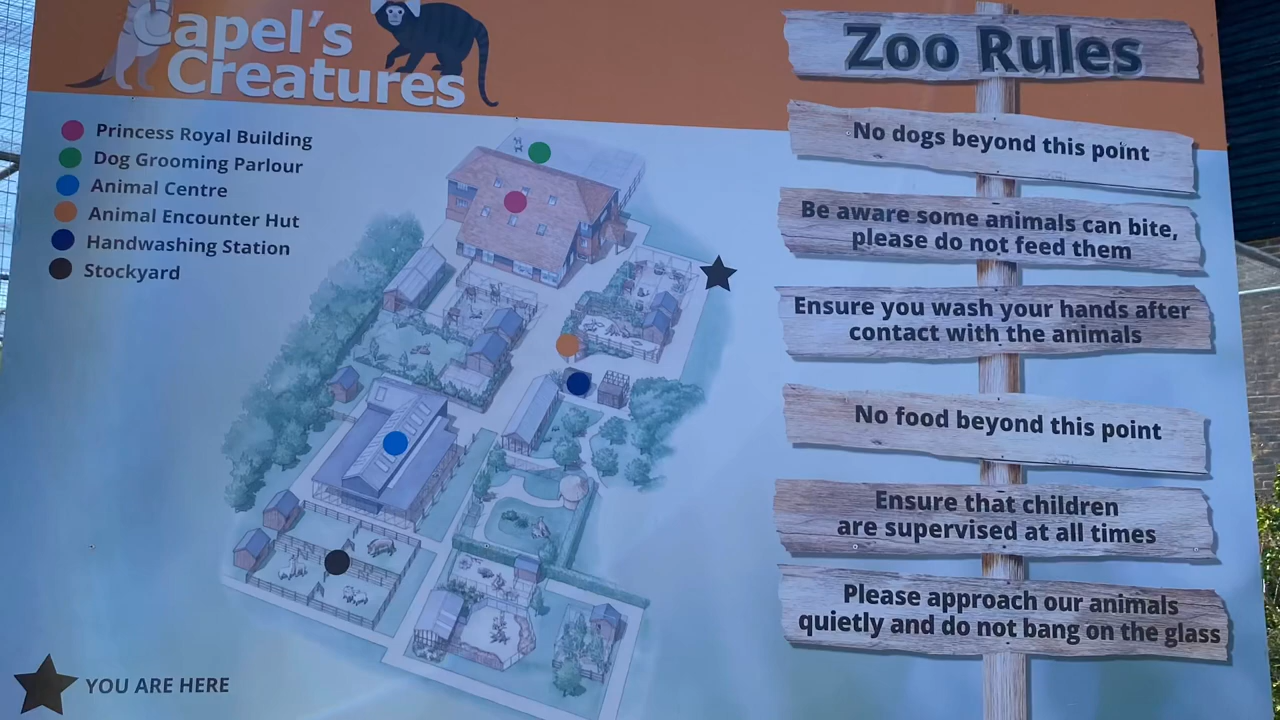 Capel's
Creatures
Princess Royal Building
Dog Grooming Parlour
Animal Centre
Animal Encounter Hut
Handwashing Station
Stockyard
YOU ARE HERE
Zoo Rules
No dogs beyond this point
Be aware some animals can bite,
please do not feed them
Ensure you wash your hands after
contact with the animals
No food beyond this point
Ensure that children
are supervised at all times
Please approach our animals
quietly and do not bang on the glass